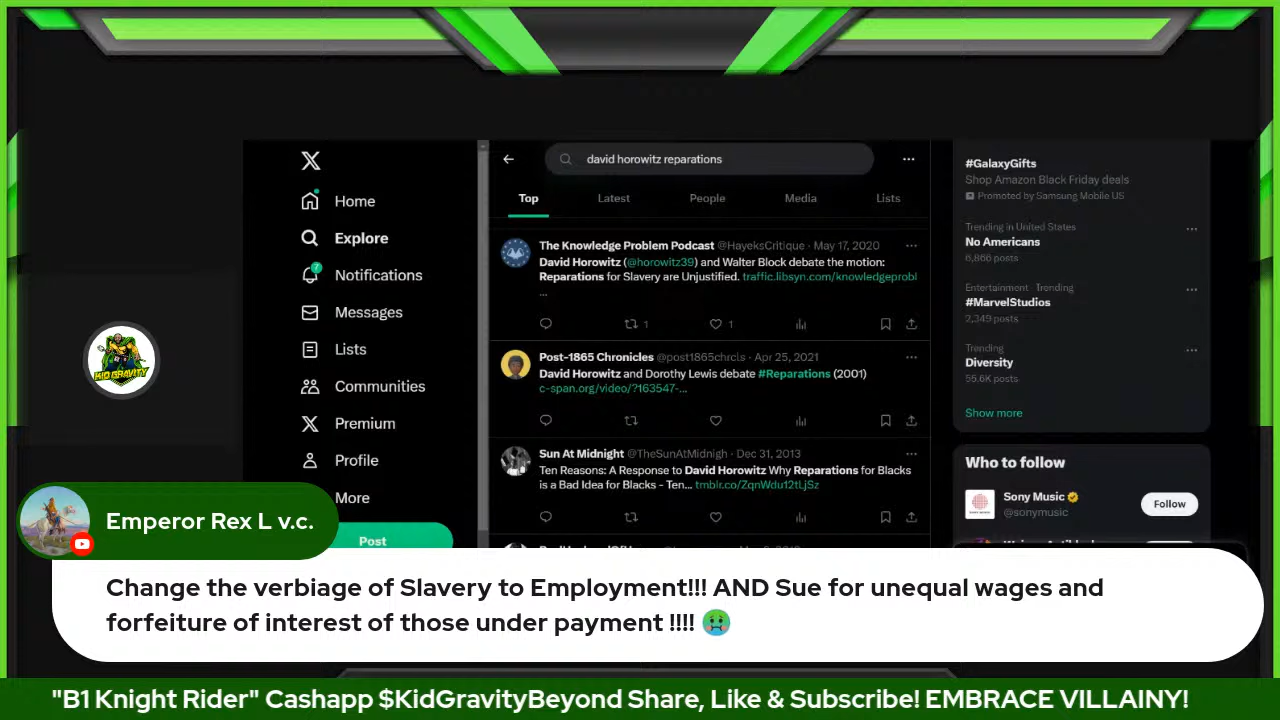 david horowitz reparations
Top
Latest
People
Media
Lists
Home
Explore
7
Notifications
Messages
Lists
Communities
Premium
Profile
More
Post
The Knowledge Problem Podcast @HayeksCritique · May 17, 2020
David Horowitz (@horowitz39) and Walter Block debate the motion:
Reparations for Slavery are Unjustified. traffic.libsyn.com/knowledgeprobl
...
1
1
Post-1865 Chronicles @post1865chrcls · Apr 25, 2021
David Horowitz and Dorothy Lewis debate #Reparations (2001)
c-span.org/video/?163547-...
Sun At Midnight @TheSunAtMidnigh · Dec 31, 2013
Ten Reasons: A Response to David Horowitz Why Reparations for Blacks
is a Bad Idea for Blacks - Ten... tmblr.co/ZqnWdu12tLjSz
#GalaxyGifts
Shop Amazon Black Friday deals
Promoted by Samsung Mobile US
Trending in United States
No Americans
6,866 posts
Entertainment · Trending
#MarvelStudios
2,349 posts
Trending
Diversity
55.6K posts
Show more
Who to follow
Sony Music
@sonymusic
Follow
KID GRAVITY
Emperor Rex L v.c.
Change the verbiage of Slavery to Employment!!! AND Sue for unequal wages and
forfeiture of interest of those under payment !!!! 🤢
"B1 Knight Rider" Cashapp $KidGravityBeyond Share, Like & Subscribe! EMBRACE VILLAINY!